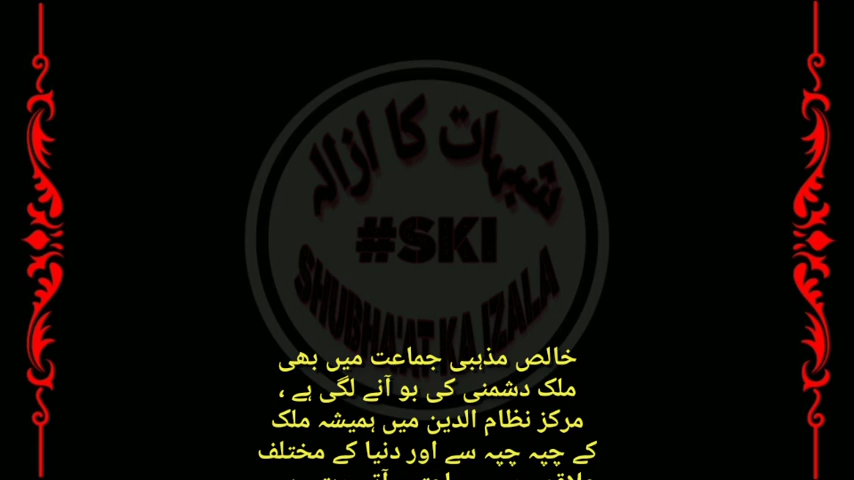 شبہات کا ازالہ
#SKI
SHUBHA'AT KA IZALA
خالص مذہبی جماعت میں بھی
ملک دشمنی کی بو آنے لگی ہے ،
مرکز نظام الدین میں ہمیشہ ملک
کے چپہ چپہ سے اور دنیا کے مختلف